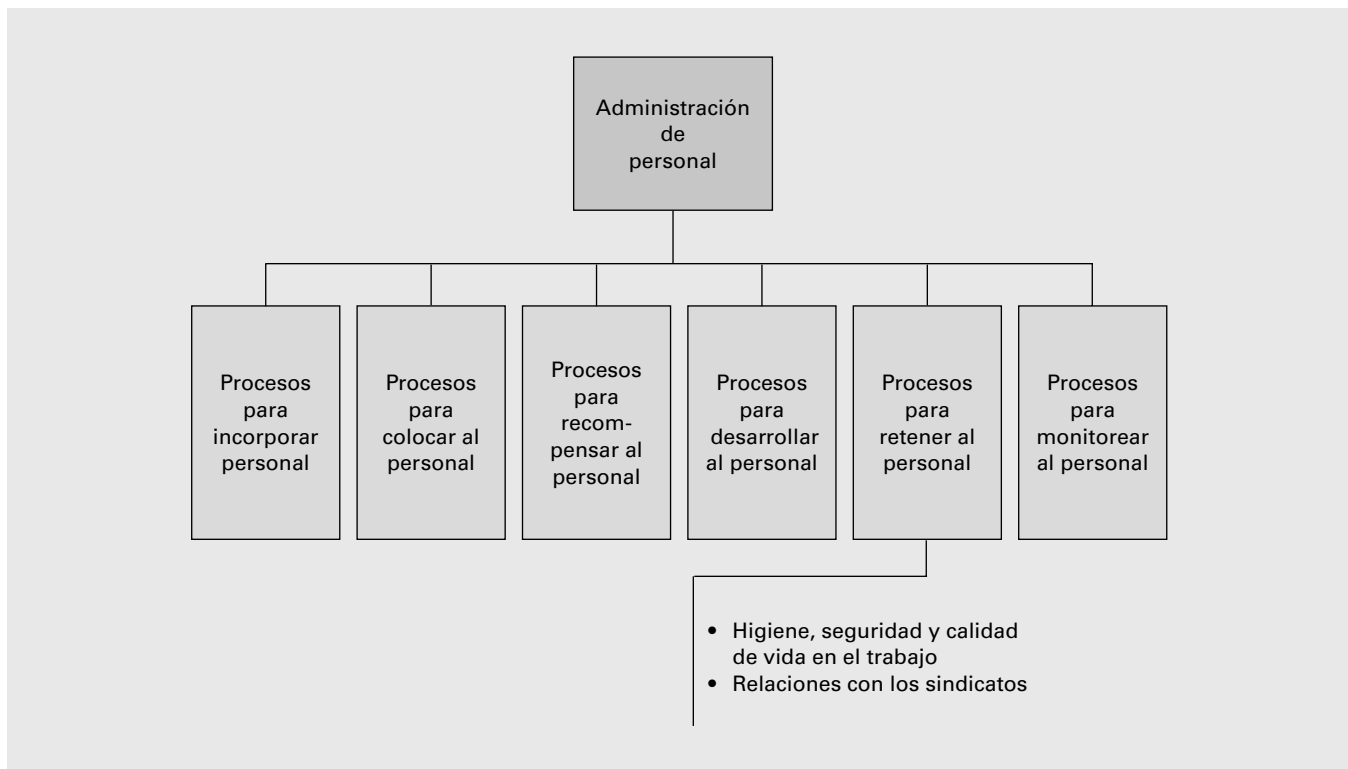 Administración
de
personal
Procesos
para
incorporar
personal
Procesos
para
colocar al
personal
Procesos
para
recom-
pensar al
personal
Procesos
para
desarrollar
al personal
Procesos
para
retener al
personal
Procesos
para
monitorear
al personal
• Higiene, seguridad y calidad
de vida en el trabajo
• Relaciones con los sindicatos